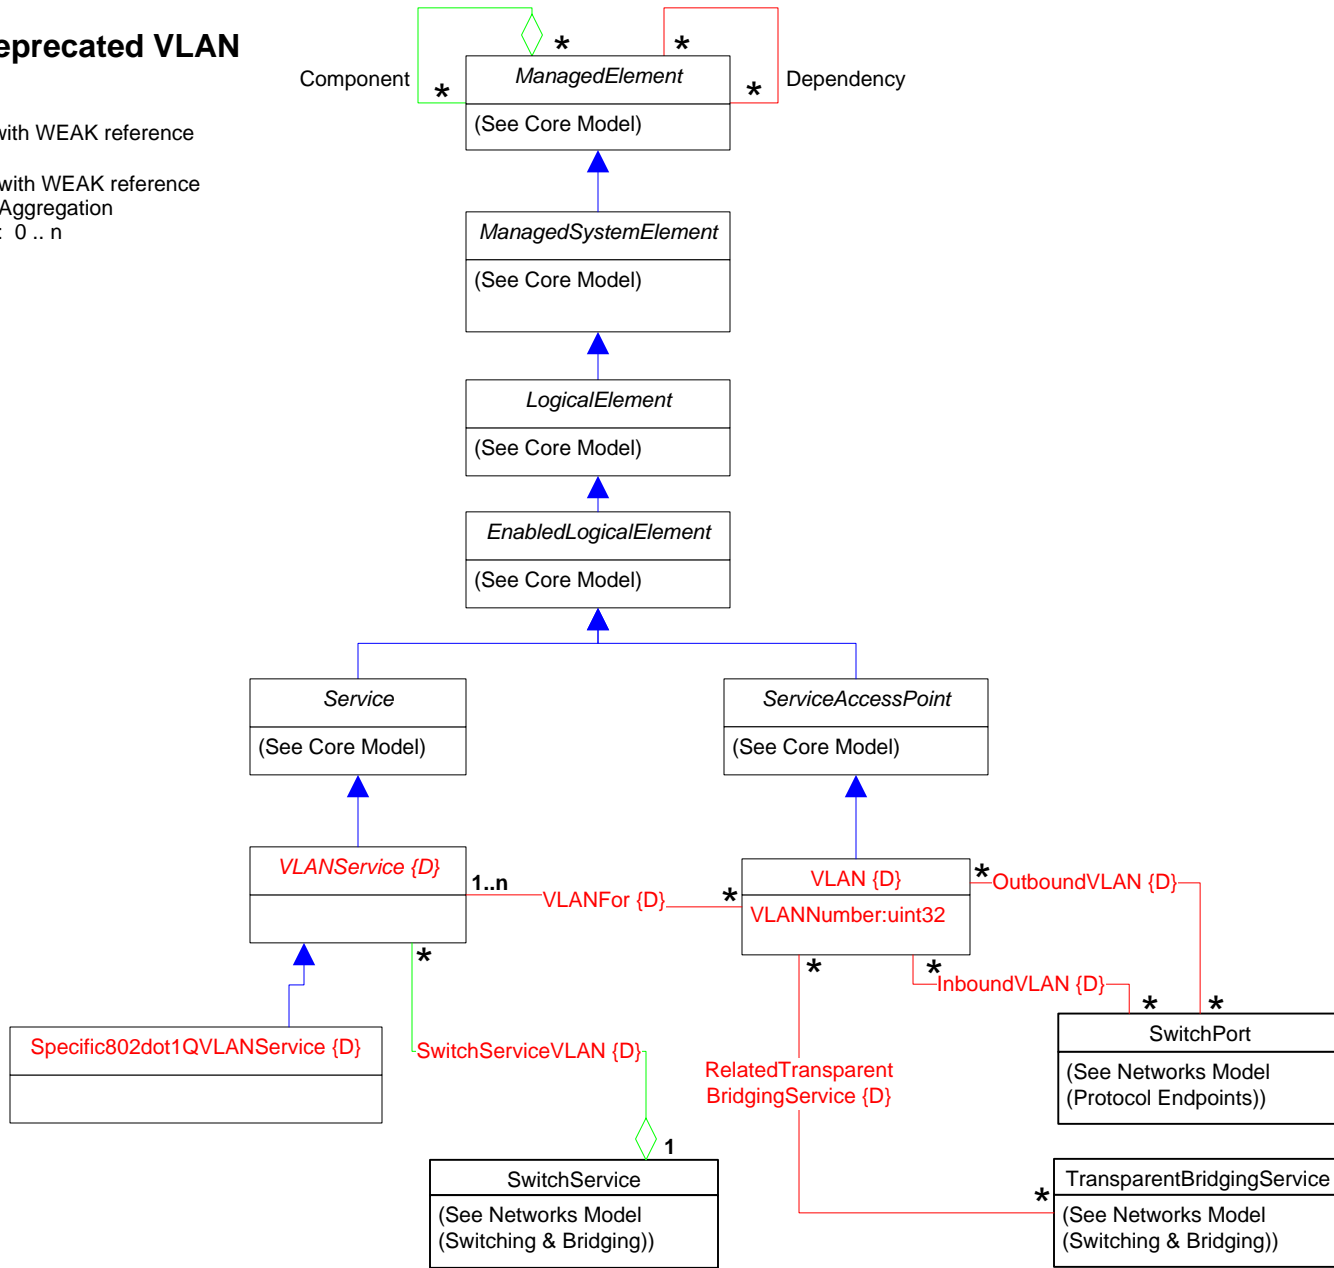 eprecated VLAN
Component
*
*
ManagedElement
(See Core Model)
*
*
Dependency
with WEAK reference
with WEAK reference
Aggregation
: 0 .. n
ManagedSystemElement
(See Core Model)
LogicalElement
(See Core Model)
EnabledLogicalElement
(See Core Model)
Service
(See Core Model)
ServiceAccessPoint
(See Core Model)
VLANService {D}
1..n
VLANFor {D}
*
VLAN {D}
VLANNumber:uint32
*
OutboundVLAN {D}
*
*
*
InboundVLAN {D}
*
*
Specific802dot1QVLANService {D}
SwitchServiceVLAN {D}
RelatedTransparent
BridgingService {D}
SwitchPort
(See Networks Model
(Protocol Endpoints))
1
SwitchService
(See Networks Model
(Switching & Bridging))
*
TransparentBridgingService
(See Networks Model
(Switching & Bridging))